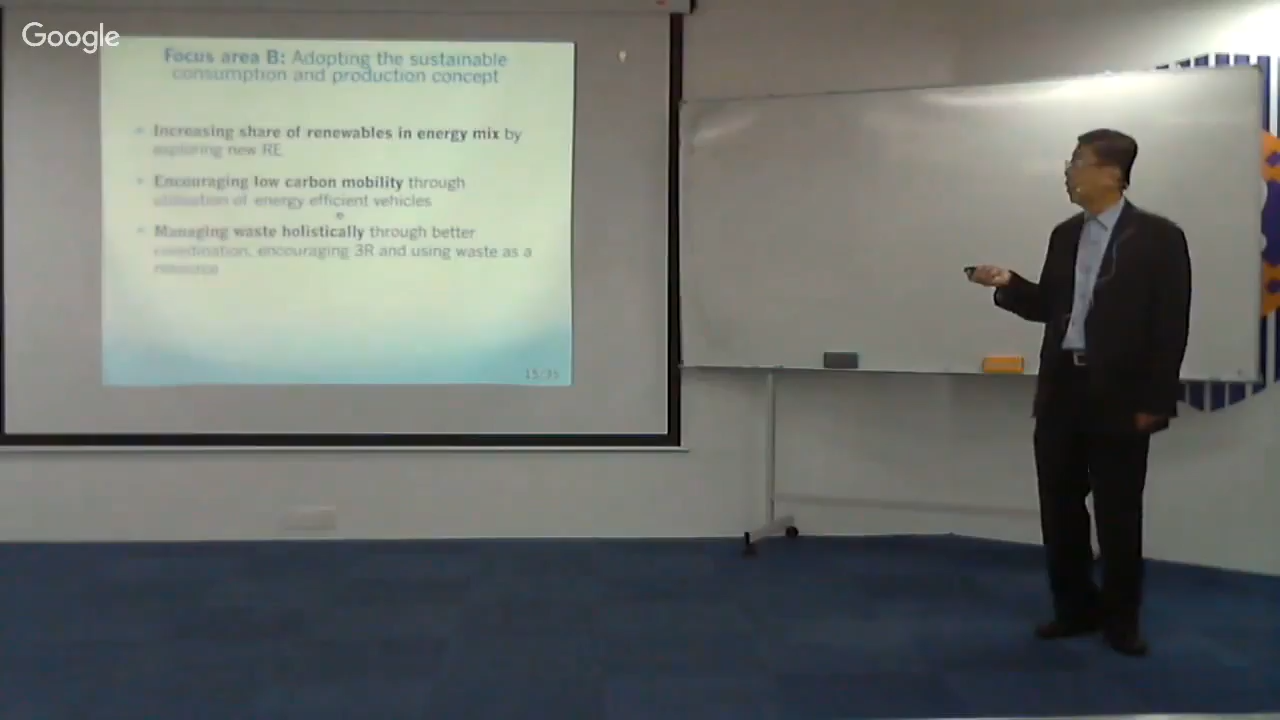 Google
Focus area B: Adopting the sustainable
consumption and production concept
Increasing share of renewables in energy mix by
exploring new RE
Encouraging low carbon mobility through
utilisation of energy efficient vehicles
Managing waste holistically through better
coordination, encouraging 3R and using waste as a
resource